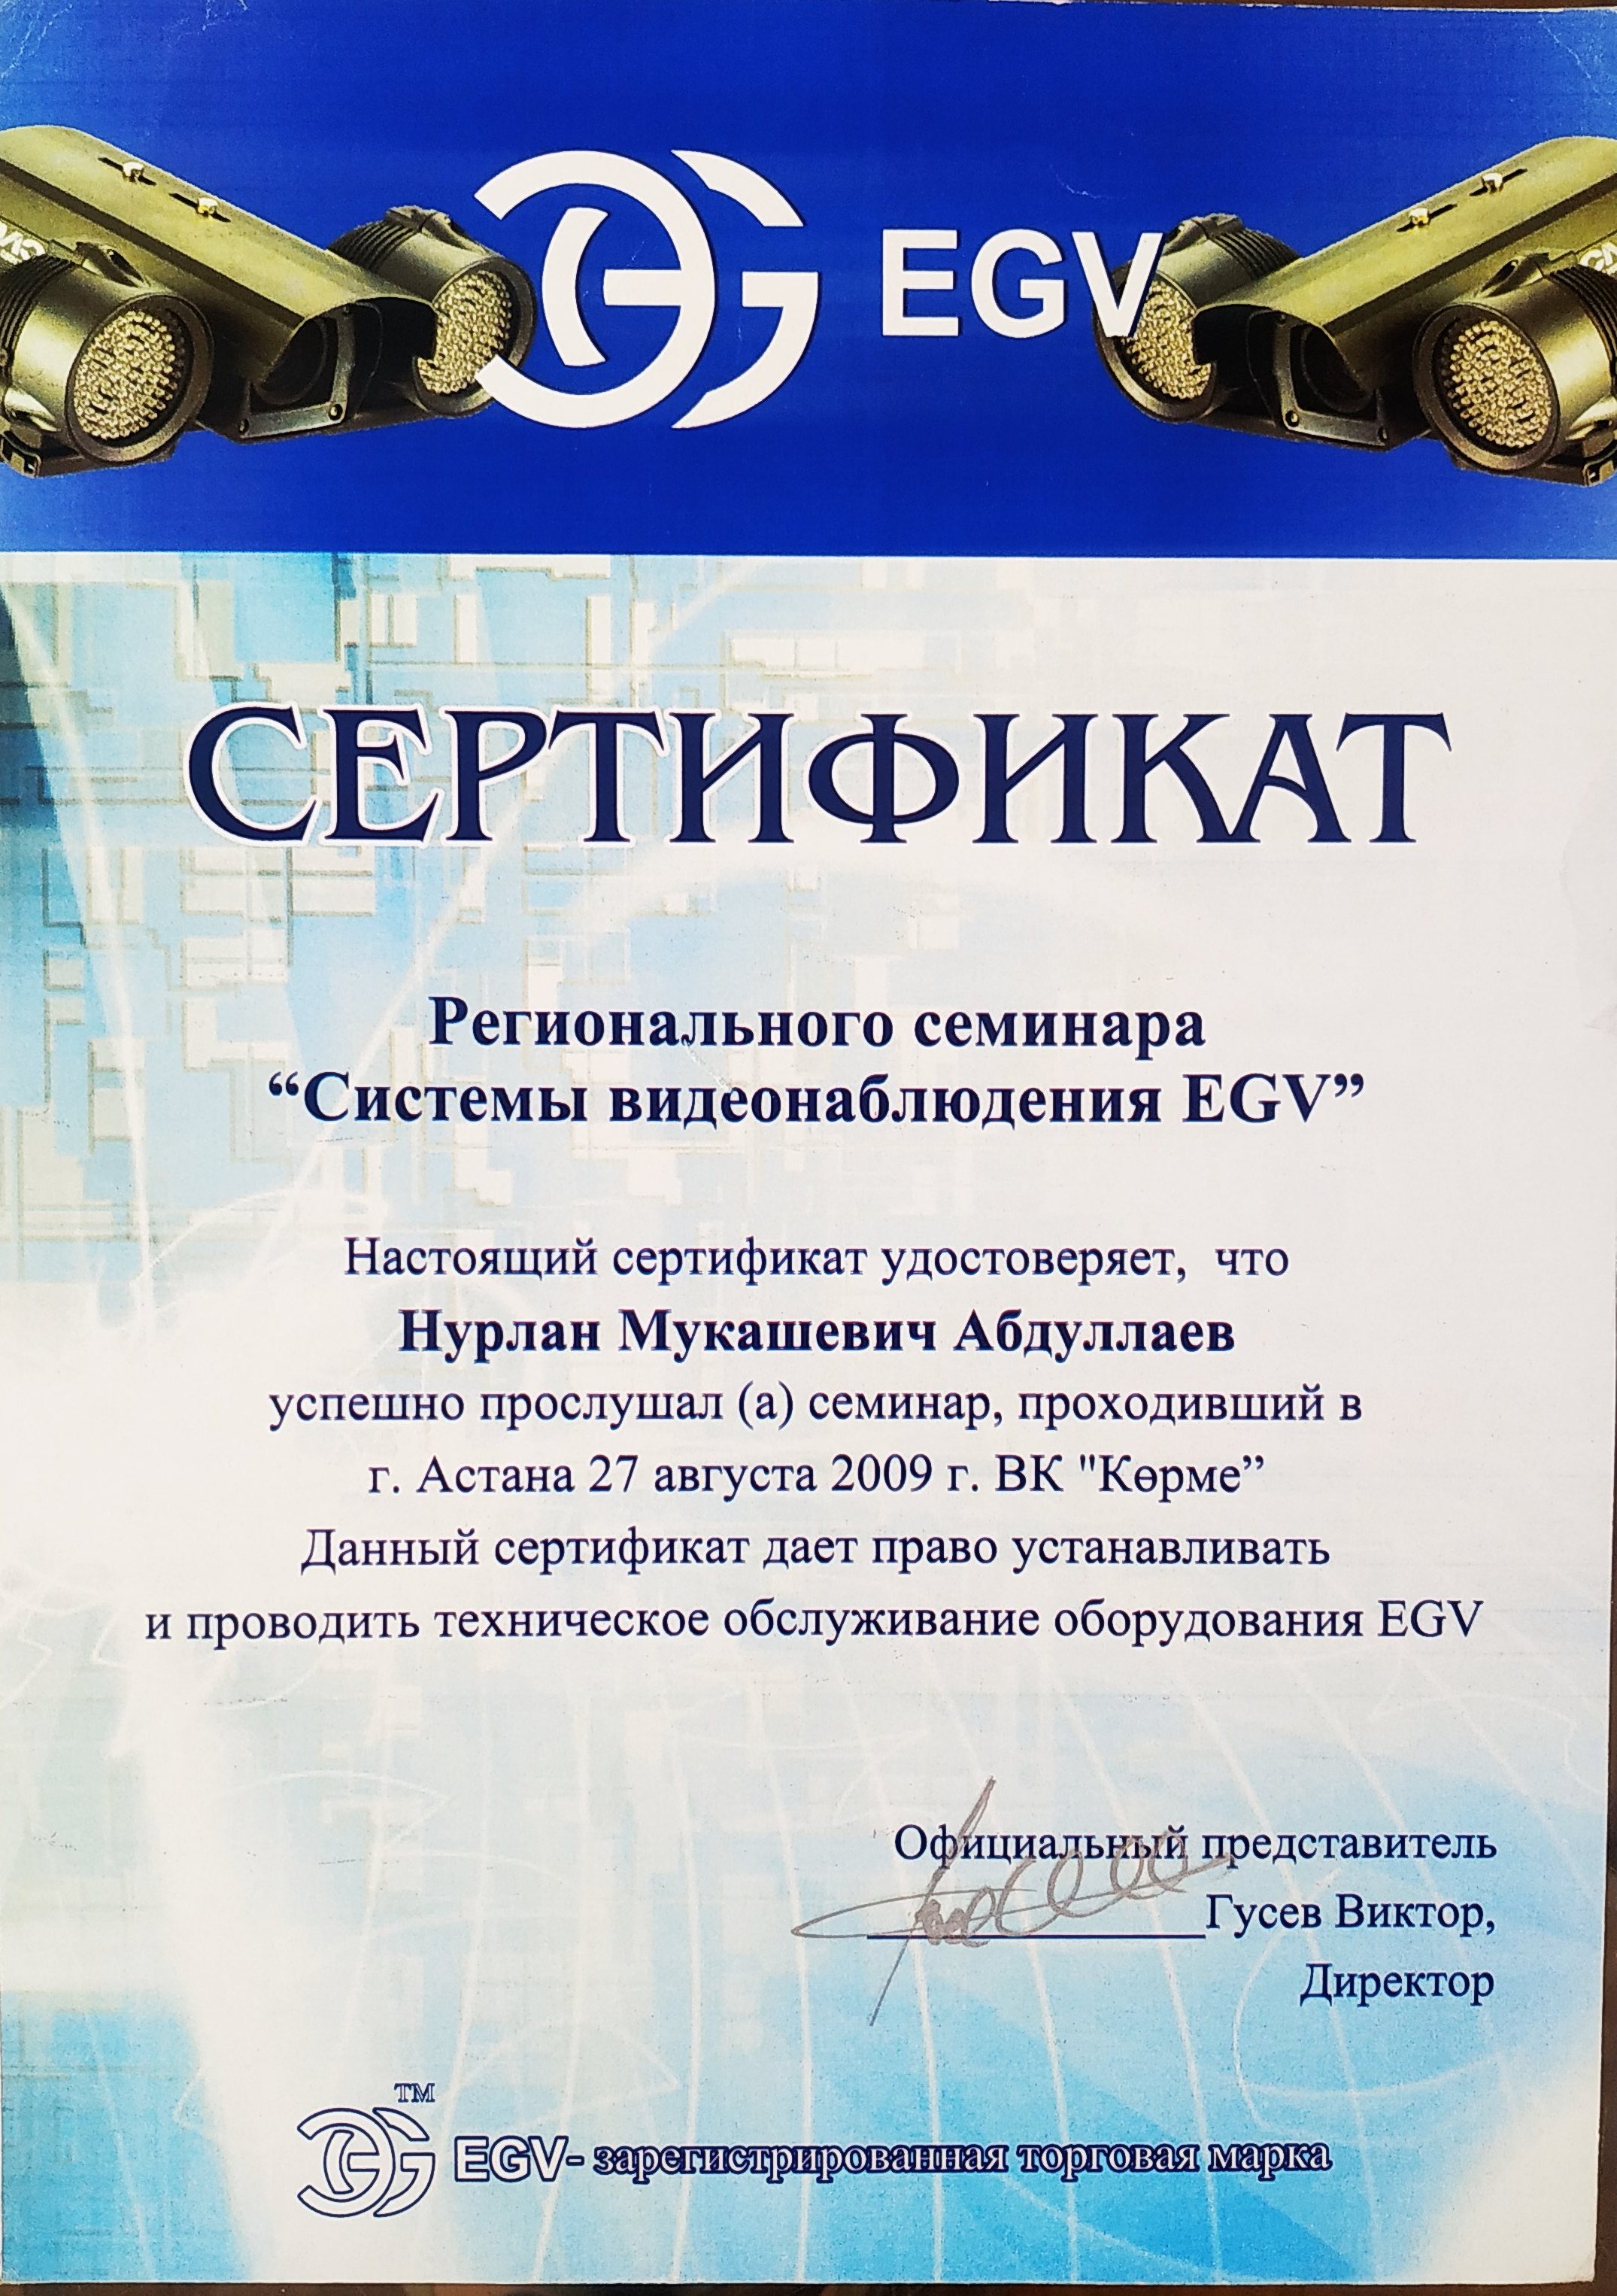 EGV
СЕРТИФИКАТ
Регионального семинара
“Системы видеонаблюдения EGV”
Настоящий сертификат удостоверяет, что
Нурлан Мукашевич Абдуллаев
успешно прослушал (а) семинар, проходивший в
г. Астана 27 августа 2009 г. ВК "Көрме”
Данный сертификат дает право устанавливать
и проводить техническое обслуживание оборудования EGV
Официальный представитель
Гусев Виктор,
Директор
TM
EGV- зарегистрированная торговая марка